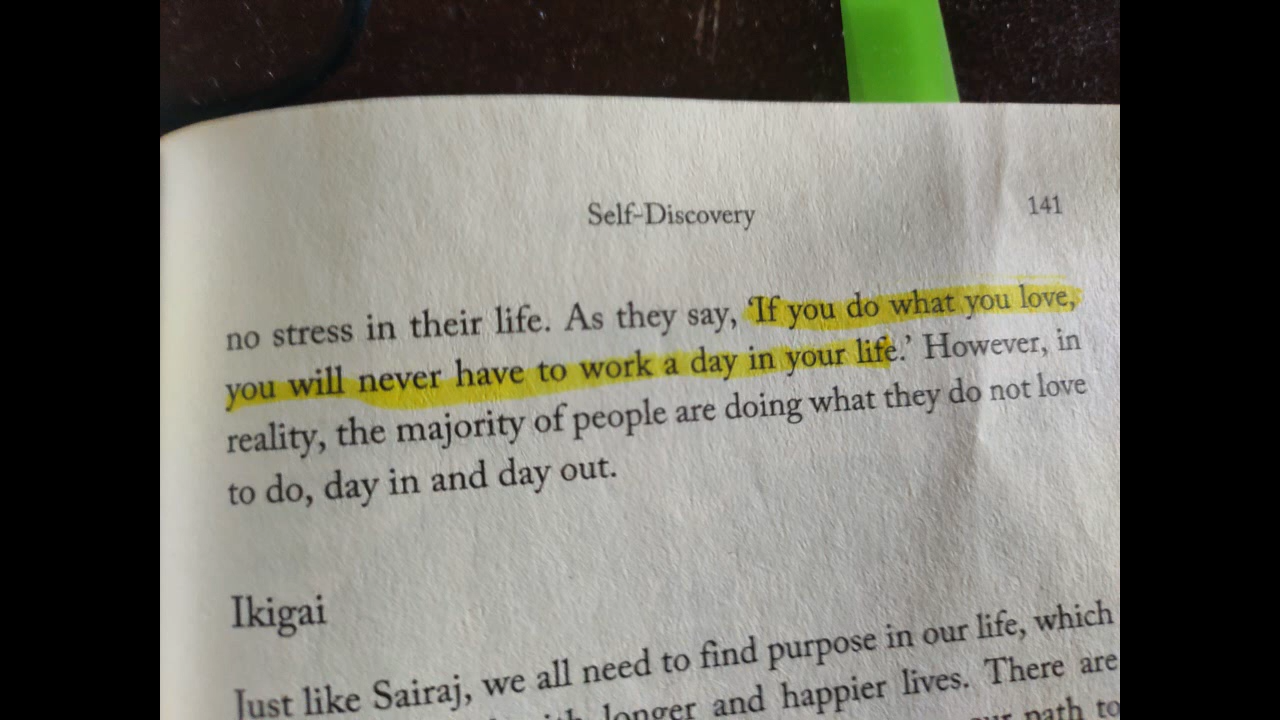 Self-Discovery
141
no stress in their life. As they say, 'If you do what you love,
you will never have to work a day in your life.' However, in
reality, the majority of people are doing what they do not love
to do, day in and day out.
Ikigai
Just like Sairaj, we all need to find purpose in our life, which
longer and happier lives. There are
path to